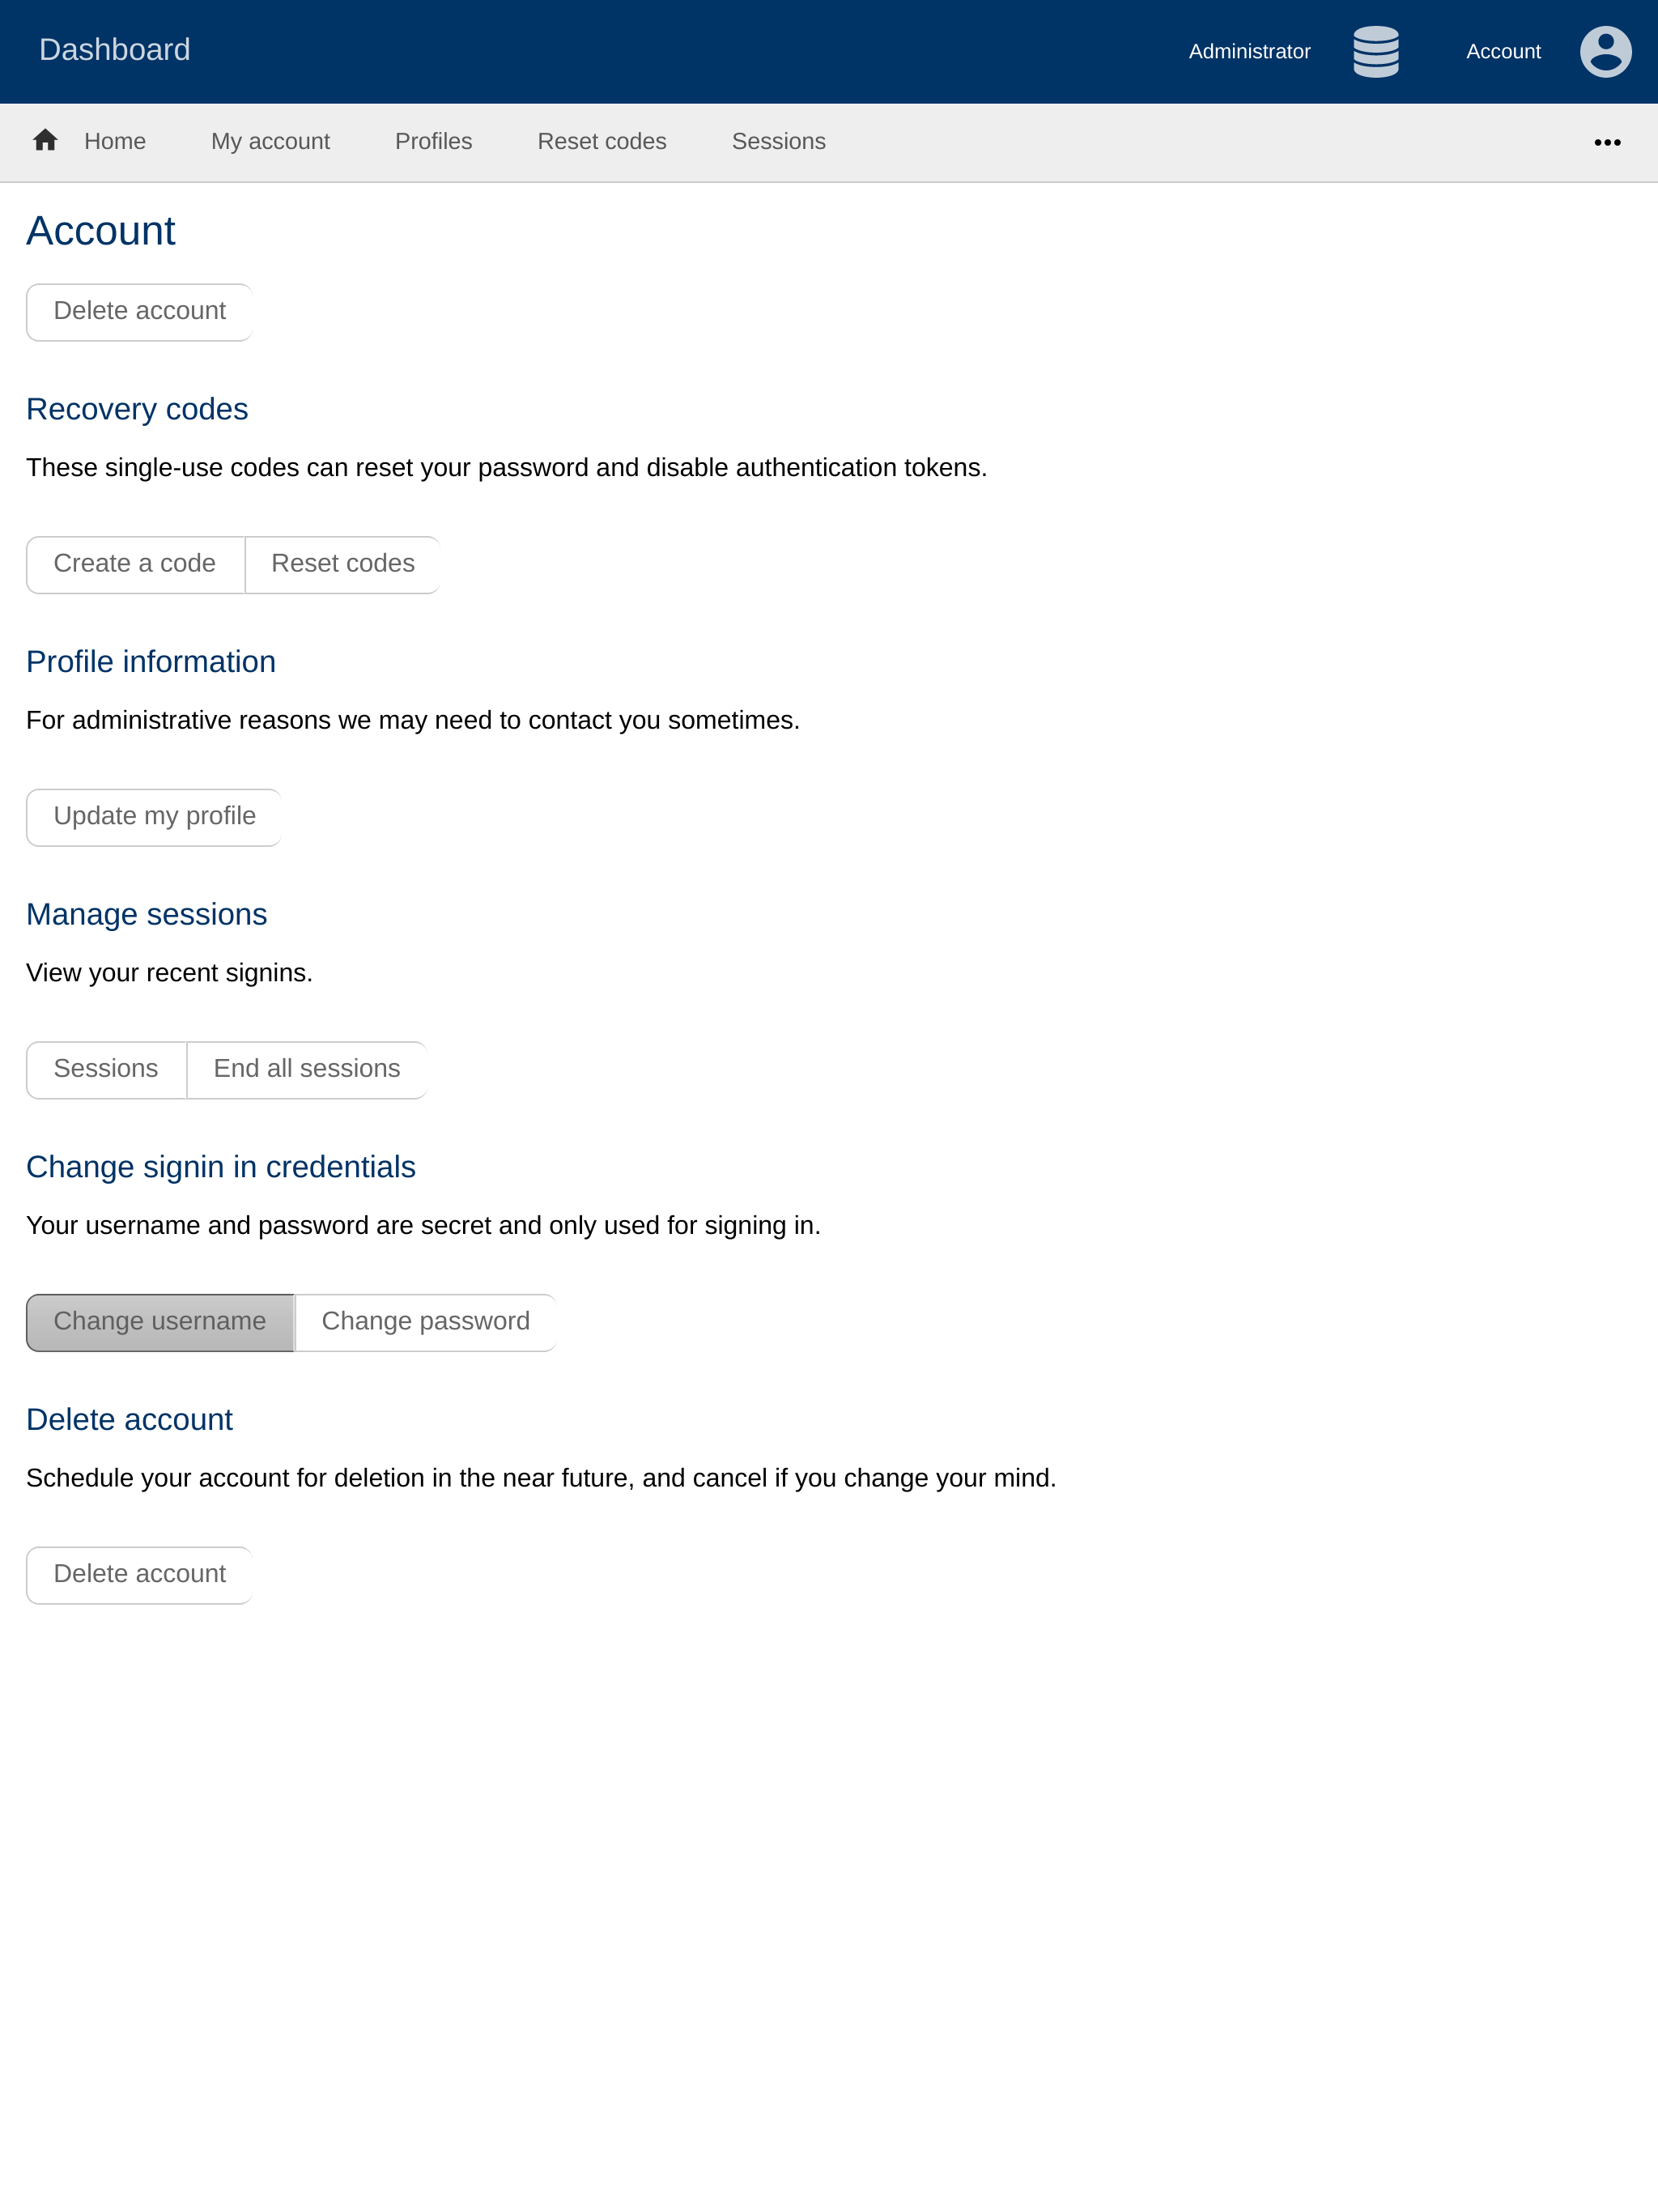 Dashboard
Administrator
Account
Home
My account
Profiles
Reset codes
Sessions
Account
Delete account
Recovery codes
These single-use codes can reset your password and disable authentication tokens.
Create a code
Reset codes
Profile information
For administrative reasons we may need to contact you sometimes.
Update my profile
Manage sessions
View your recent signins.
Sessions
End all sessions
Change signin in credentials
Your username and password are secret and only used for signing in.
Change username
Change password
Delete account
Schedule your account for deletion in the near future, and cancel if you change your mind.
Delete account